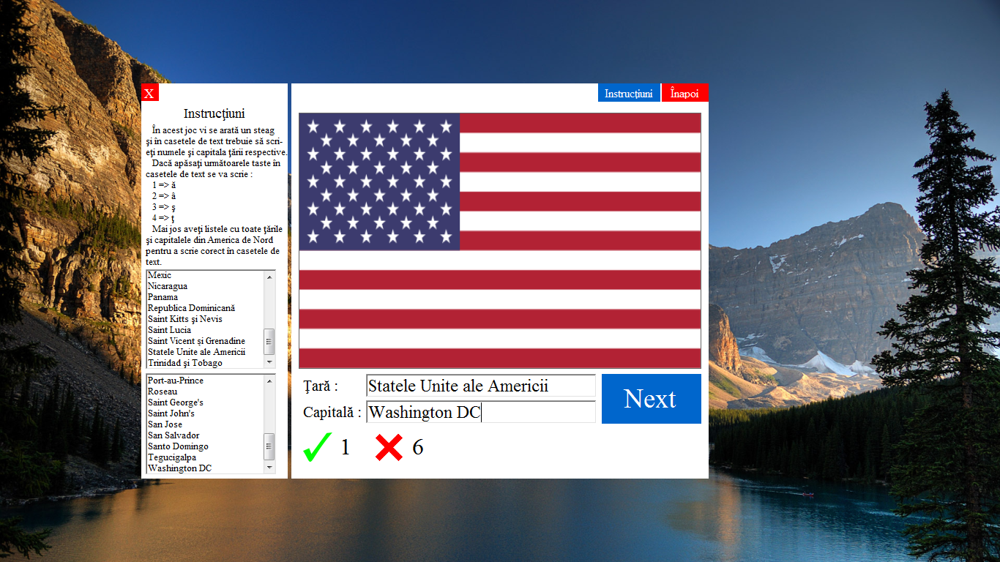 X
Instrucţiuni
În acest joc vi se arată un steag
şi în casetele de text trebuie să scri-
eţi numele şi capitala ţării respective.
Dacă apăsaţi următoarele taste în
casetele de text se va scrie :
1 => ă
2 => â
3 => ş
4 => ţ
Mai jos aveţi listele cu toate ţările
şi capitalele din America de Nord
pentru a scrie corect în casetele de
text.
Mexic
Nicaragua
Panama
Republica Dominicană
Saint Kitts şi Nevis
Saint Lucia
Saint Vicent și Grenadine
Statele Unite ale Americii
Trinidad şi Tobago
Port-au-Prince
Roseau
Saint George's
Saint John's
San Jose
San Salvador
Santo Domingo
Tegucigalpa
Washington DC
Instrucţiuni
Înapoi
Ţară :
Statele Unite ale Americii
Capitală :
Washington DC
Next
1
6